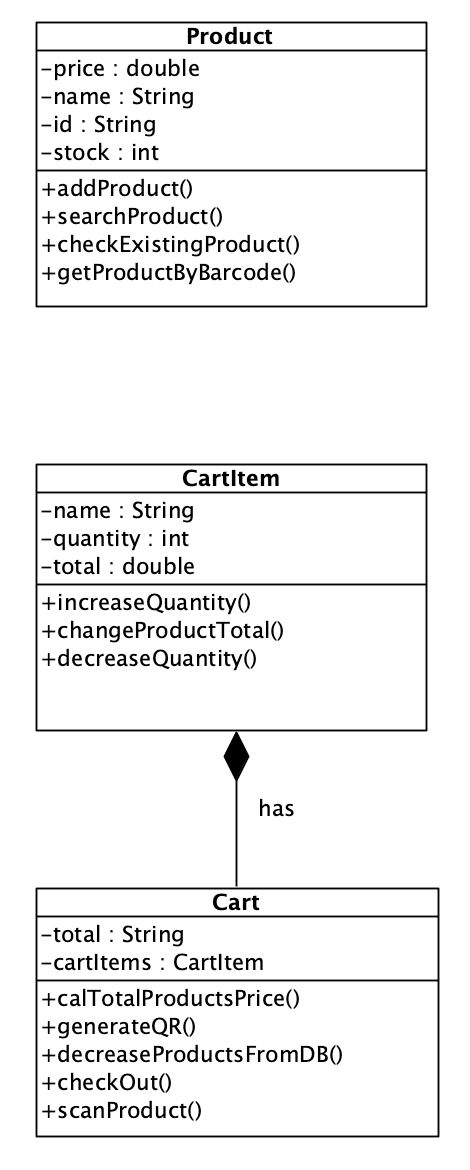 Product
-price : double
-name : String
-id : String
-stock : int
+addProduct()
+searchProduct()
+checkExistingProduct()
+getProductByBarcode()
CartItem
-name : String
-quantity : int
-total : double
+increaseQuantity()
+changeProductTotal()
+decreaseQuantity()
has
Cart
-total : String
-cartItems : CartItem
+calTotalProductsPrice()
+generateQR()
+decreaseProductsFromDB()
+checkOut()
+scanProduct()